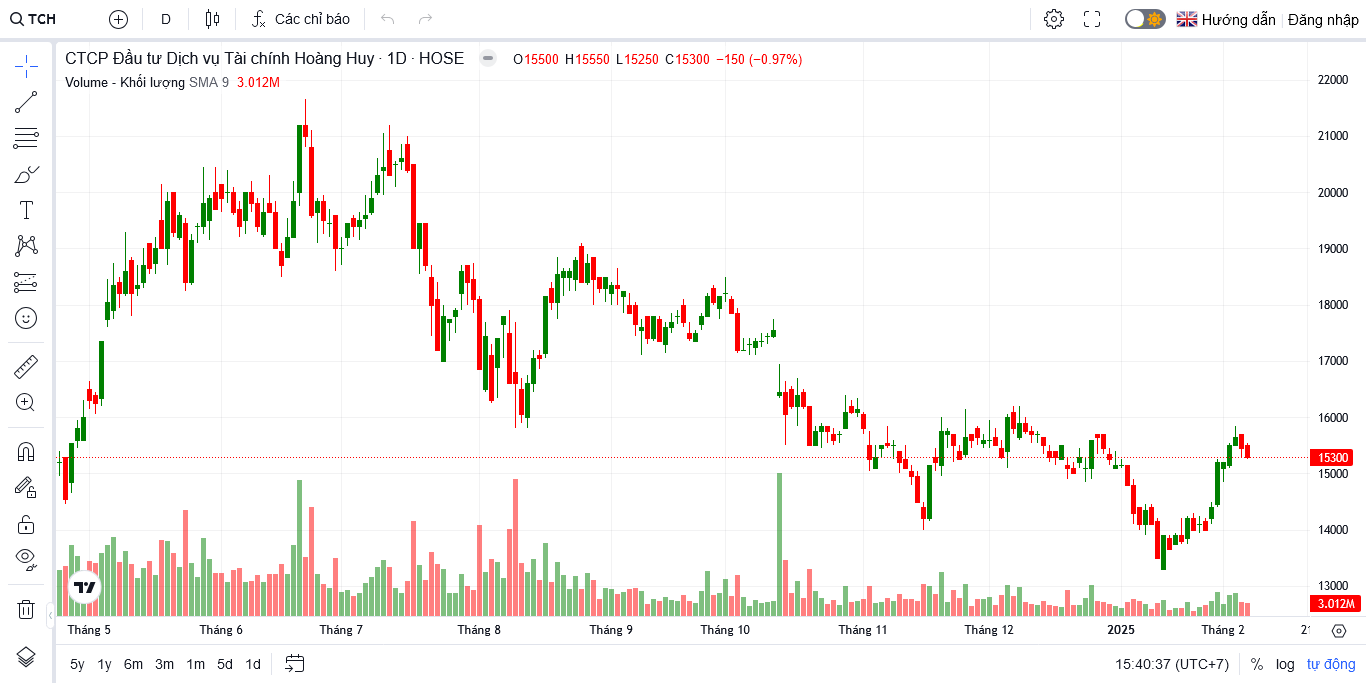 TCH D Các chỉ báo Hướng dẫn Đăng nhập
CTCP Đầu tư Dịch vụ Tài chính Hoàng Huy · 1D · HOSE O15500 H15550 L15250 C15300 −150 (−0.97%)
Volume - Khối lượng SMA 9 3.012M
22000
21000
20000
19000
18000
17000
16000
15300
15000
14000
13000
3.012M
Tháng 5 Tháng 6 Tháng 7 Tháng 8 Tháng 9 Tháng 10 Tháng 11 Tháng 12 2025 Tháng 2
5y 1y 6m 3m 1m 5d 1d 15:40:37 (UTC+7) % log tự động